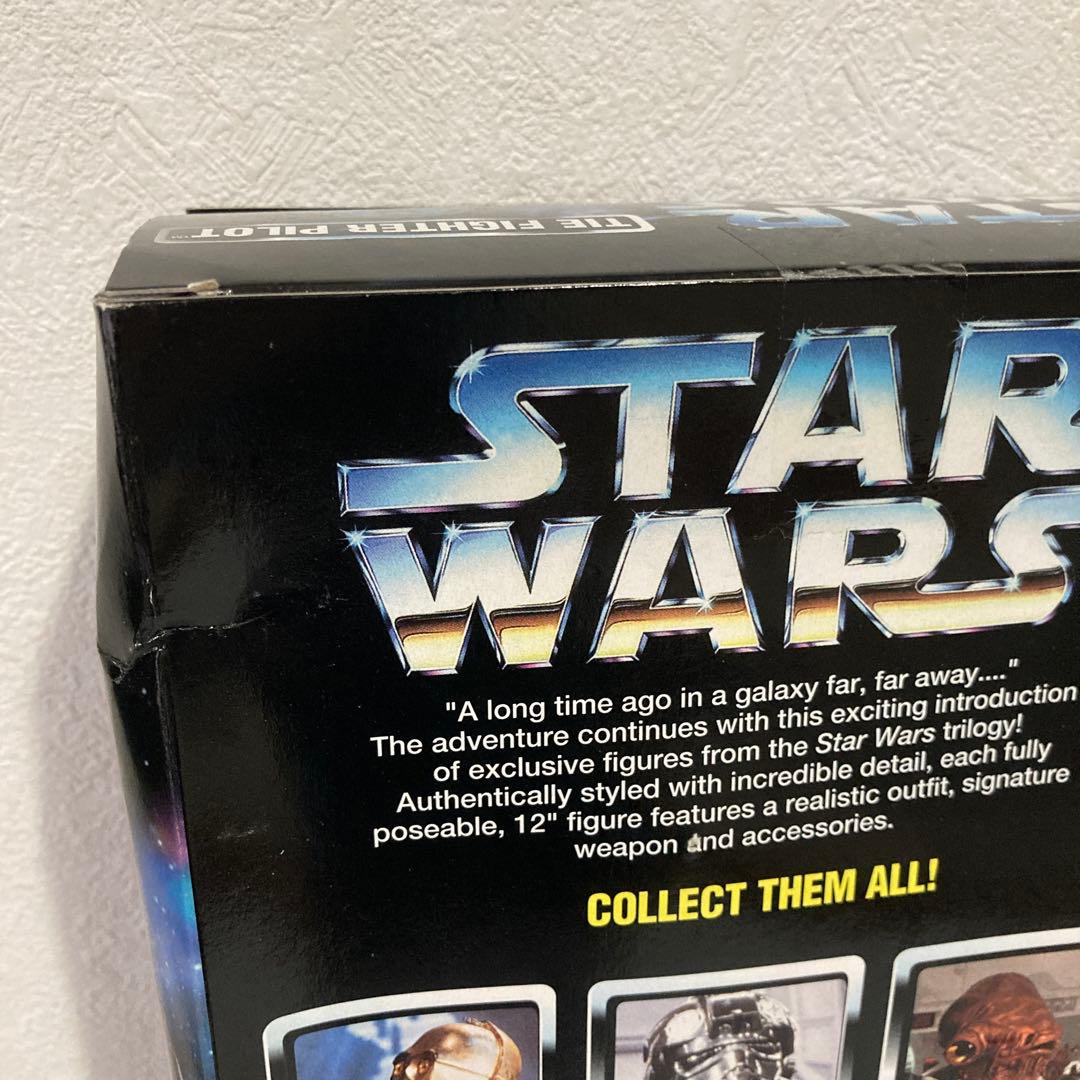 TIE FIGHTER PILOT™
STAR
STAR
WARS
"A long time ago in a galaxy far, far away...."
The adventure continues with this exciting introduction
of exclusive figures from the Star Wars trilogy!
Authentically styled with incredible detail, each fully
poseable, 12" figure features a realistic outfit, signature
weapon and accessories.
COLLECT THEM ALL!